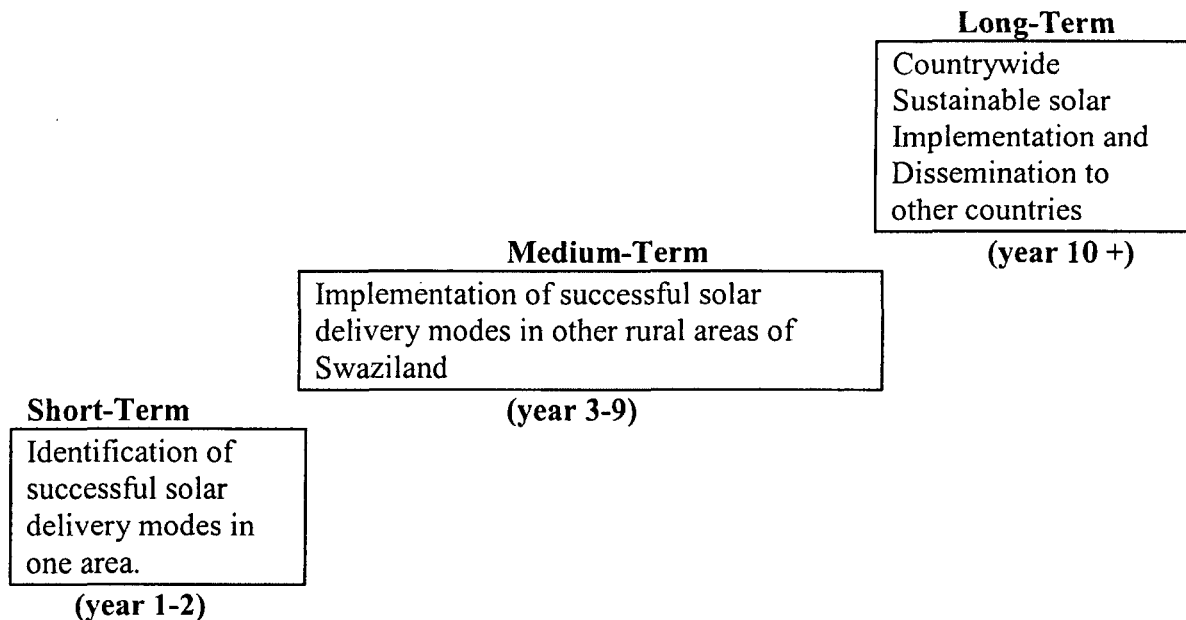 Long-Term
Countrywide
Sustainable solar
Implementation and
Dissemination to
other countries
(year 10 +)
Medium-Term
Implementation of successful solar
delivery modes in other rural areas of
Swaziland
(year 3-9)
Short-Term
Identification of
successful solar
delivery modes in
one area.
(year 1-2)